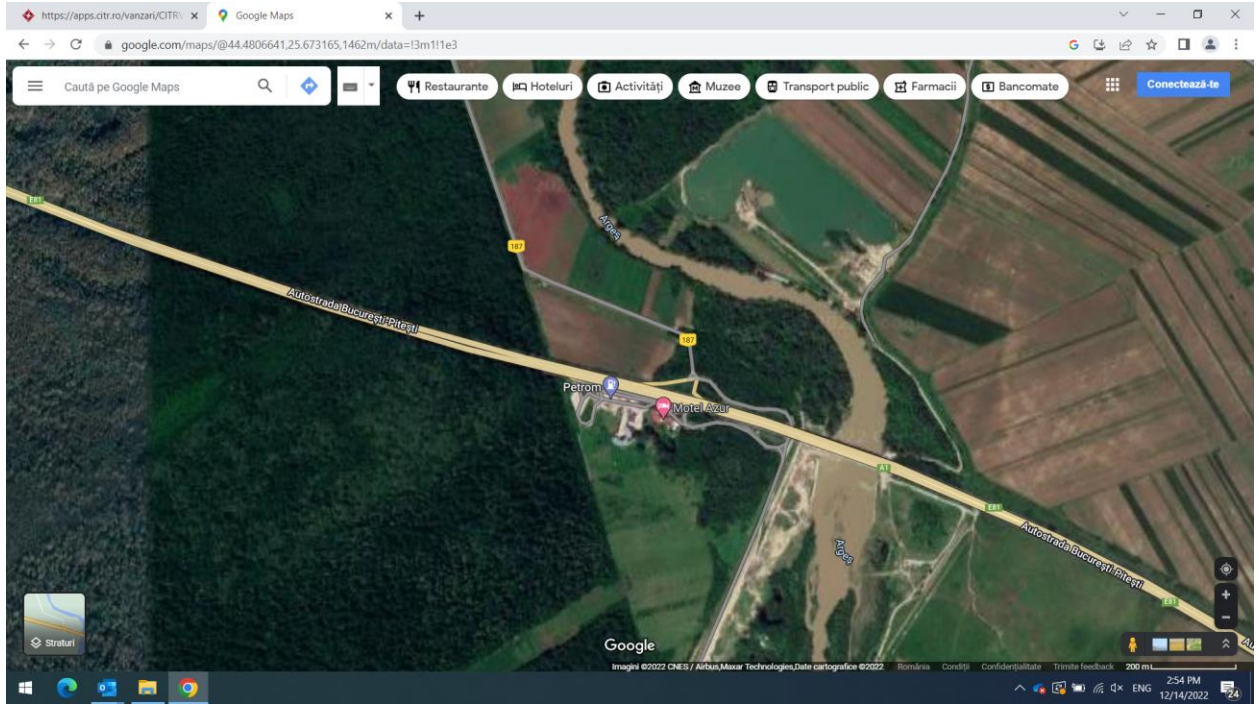 https://apps.citr.ro/vanzari/CITRV
Google Maps
google.com/maps/@44.4806641,25.673165,1462m/data=!3m1!1e3
Caută pe Google Maps
Restaurante
Hoteluri
Activități
Muzee
Transport public
Farmacii
Bancomate
Conectează-te
E81
Argeș
187
Autostrada București-Pitești
187
Petrom
Motel Azur
A1
E81
Argeș
Autostrada București-Pitești
E81
Straturi
Google
Imagini ©2022 CNES / Airbus,Maxar Technologies,Date cartografice ©2022
România
Condiții
Confidențialitate
Trimite feedback
200 m
ENG
2:54 PM
12/14/2022
24